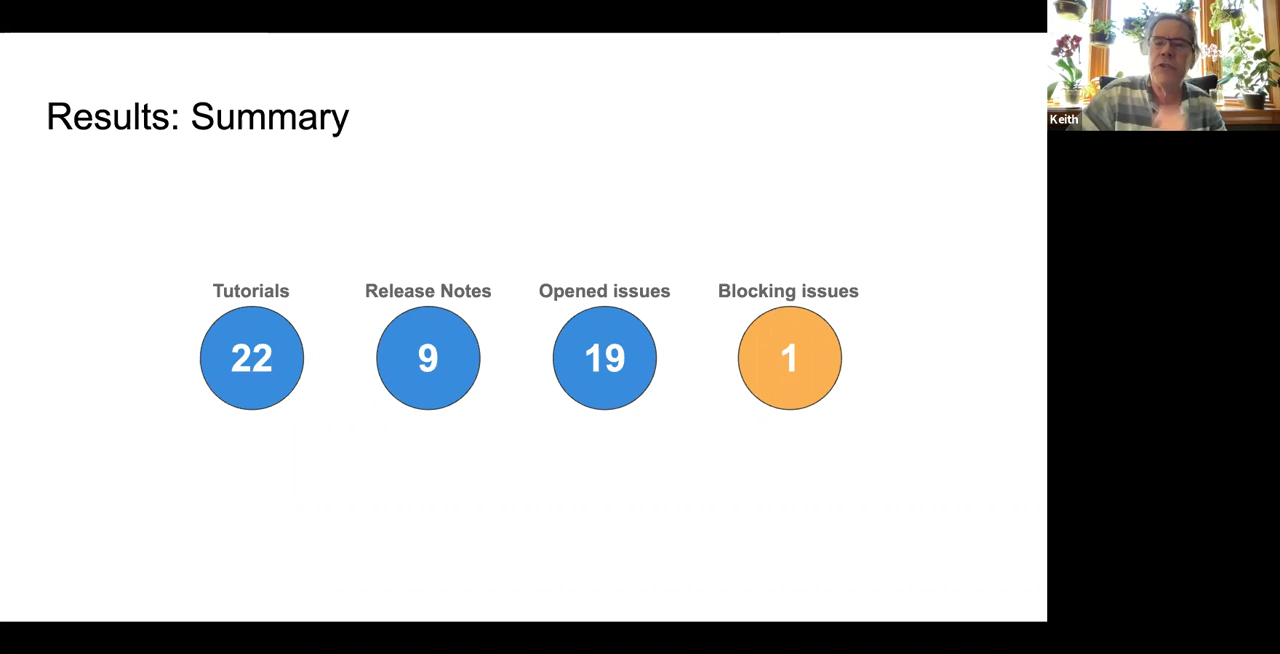 Results: Summary
Tutorials
Release Notes
Opened issues
Blocking issues
22
9
19
1
Keith